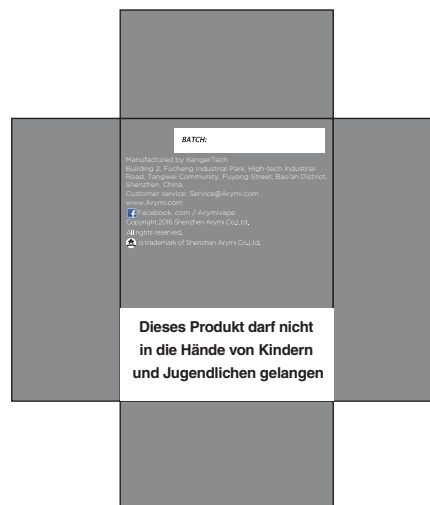 BATCH:
Manufactured by KangerTech
Building 2, Fucheng Industrial Park, High-tech Industrial
Road, Tangwei Community, Fuyong Street, Bao'an District,
Shenzhen, China.
Customer service: Service@Arymi.com
www.Arymi.com
Facebook .com / Arymivape
Copyright 2016 Shenzhen Arymi Co.,Ltd.
All rights reserved.
is trademark of Shenzhen Arymi Co.,Ltd.
Dieses Produkt darf nicht
in die Hände von Kindern
und Jugendlichen gelangen